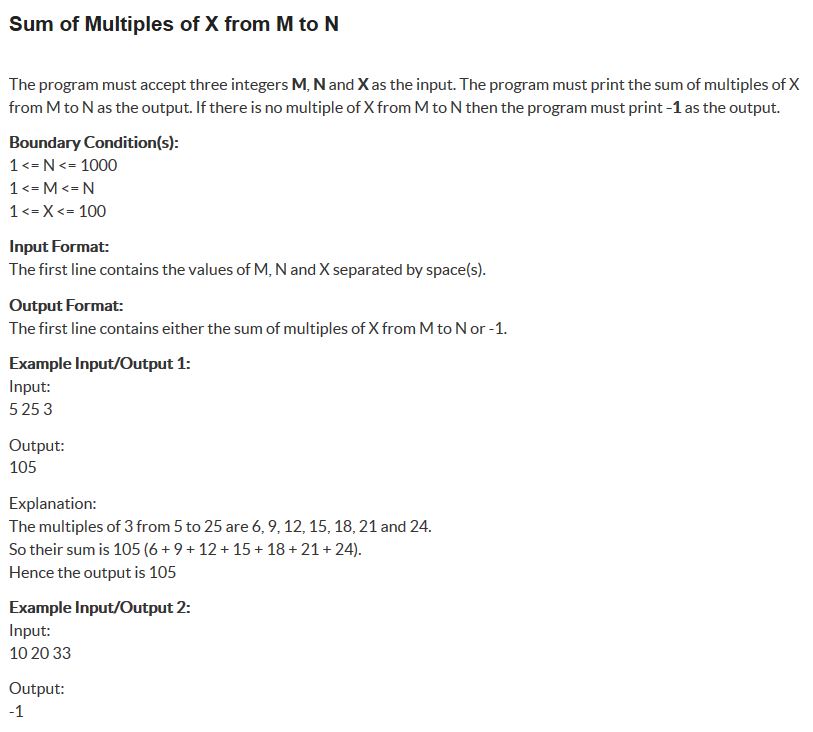 Sum of Multiples of X from M to N
The program must accept three integers M, N and X as the input. The program must print the sum of multiples of X
from M to N as the output. If there is no multiple of X from M to N then the program must print -1 as the output.
Boundary Condition(s):
1 <= N <= 1000
1 <= M <= N
1 <= X <= 100
Input Format:
The first line contains the values of M, N and X separated by space(s).
Output Format:
The first line contains either the sum of multiples of X from M to N or -1.
Example Input/Output 1:
Input:
5 25 3
Output:
105
Explanation:
The multiples of 3 from 5 to 25 are 6, 9, 12, 15, 18, 21 and 24.
So their sum is 105 (6 + 9 + 12 + 15 + 18 + 21 + 24).
Hence the output is 105
Example Input/Output 2:
Input:
10 20 33
Output:
-1